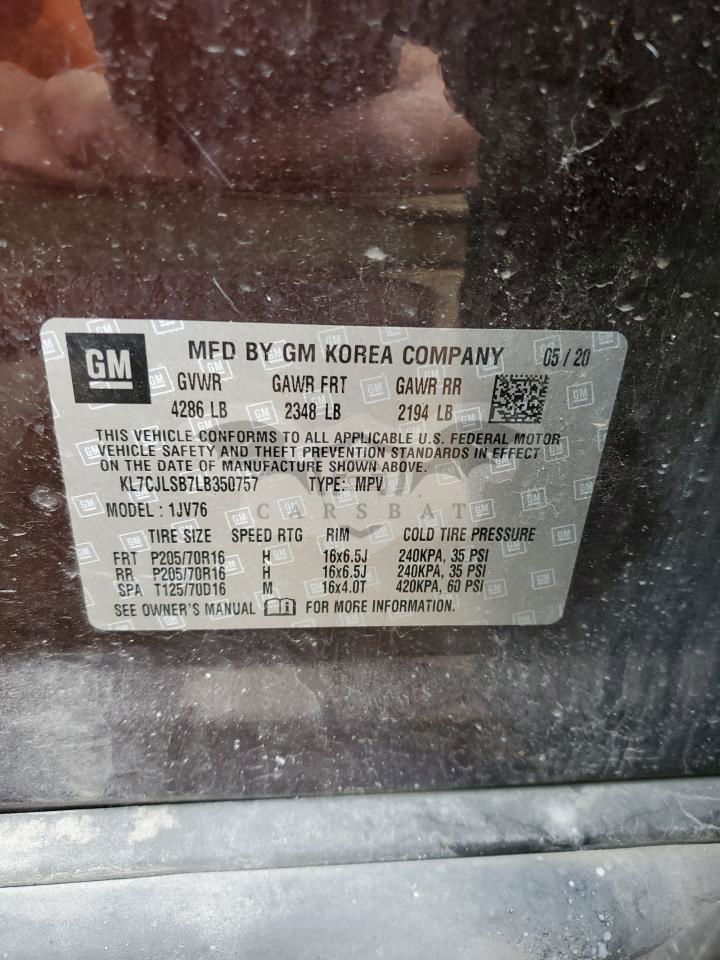 GM MFD BY GM KOREA COMPANY 05 / 20
GVWR GAWR FRT GAWR RR
4286 LB 2348 LB 2194 LB
THIS VEHICLE CONFORMS TO ALL APPLICABLE U.S. FEDERAL MOTOR
VEHICLE SAFETY AND THEFT PREVENTION STANDARDS IN EFFECT
ON THE DATE OF MANUFACTURE SHOWN ABOVE.
KL7CJLSB7LB350757 TYPE: MPV
MODEL : 1JV76
CARSBAT
TIRE SIZE SPEED RTG RIM COLD TIRE PRESSURE
FRT P205/70R16 H 16x6.5J 240KPA, 35 PSI
RR P205/70R16 H 16x6.5J 240KPA, 35 PSI
SPA T125/70D16 M 16x4.0T 420KPA, 60 PSI
SEE OWNER'S MANUAL FOR MORE INFORMATION.